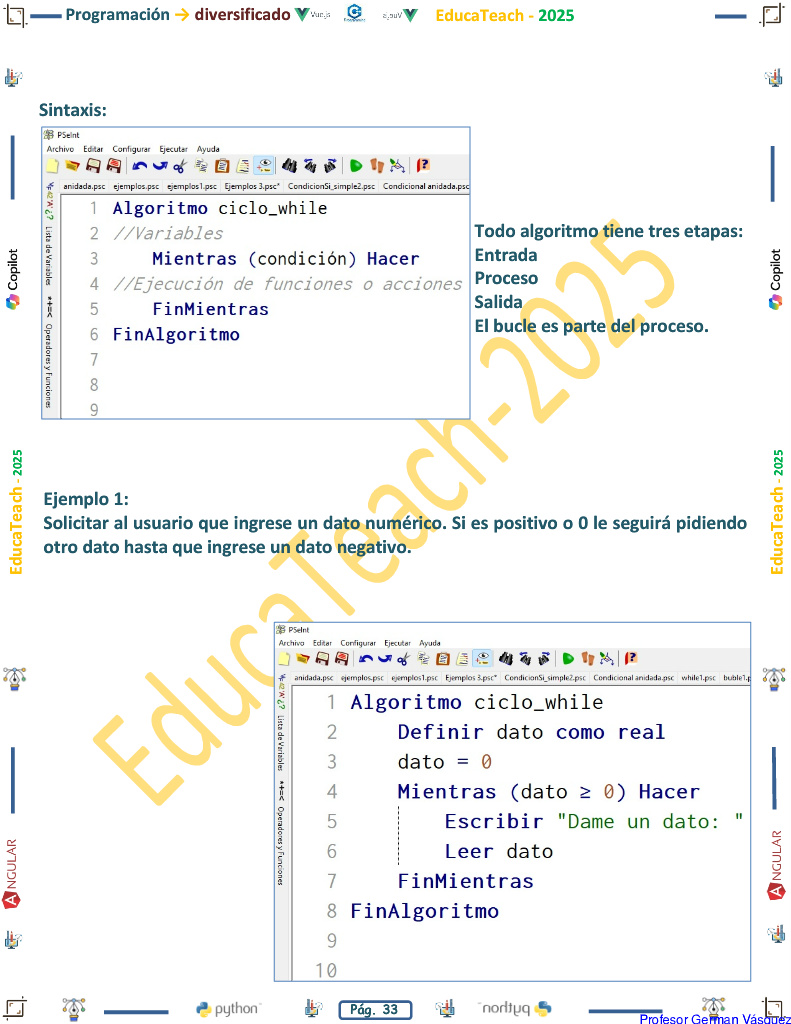 Programación → diversificado Vue.js EducaTeach - 2025
Sintaxis:
PSeInt
Archivo Editar Configurar Ejecutar Ayuda
anidada.psc ejemplos.psc ejemplos1.psc Ejemplos 3.psc* CondicionSi_simple2.psc Condicional anidada.psc
Lista de Variables
*+=< Operadores y Funciones
1 Algoritmo ciclo_while
2 //Variables
3 Mientras (condición) Hacer
4 //Ejecución de funciones o acciones
5 FinMientras
6 FinAlgoritmo
7
8
9
Todo algoritmo tiene tres etapas:
Entrada
Proceso
Salida
El bucle es parte del proceso.
Copilot
Copilot
EducaTeach - 2025
EducaTeach - 2025
EducaTeach-2025
Ejemplo 1:
Solicitar al usuario que ingrese un dato numérico. Si es positivo o 0 le seguirá pidiendo
otro dato hasta que ingrese un dato negativo.
PSeInt
Archivo Editar Configurar Ejecutar Ayuda
anidada.psc ejemplos.psc ejemplos1.psc Ejemplos 3.psc* CondicionSi_simple2.psc Condicional anidada.psc while1.psc buble1.p
Lista de Variables
*+=< Operadores y Funciones
1 Algoritmo ciclo_while
2 Definir dato como real
3 dato = 0
4 Mientras (dato ≥ 0) Hacer
5 Escribir "Dame un dato: "
6 Leer dato
7 FinMientras
8 FinAlgoritmo
9
10
ANGULAR
ANGULAR
python
Pág. 33
python
Profesor German Vásquez